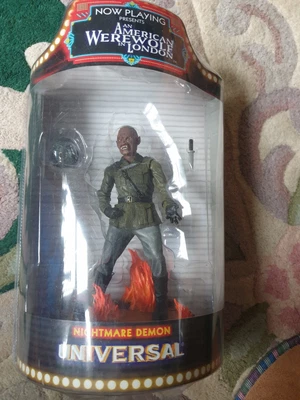 NOW PLAYING
PRESENTS
AN
AMERICAN
WEREWOLF
IN LONDON
NIGHTMARE DEMON
UNIVERSAL